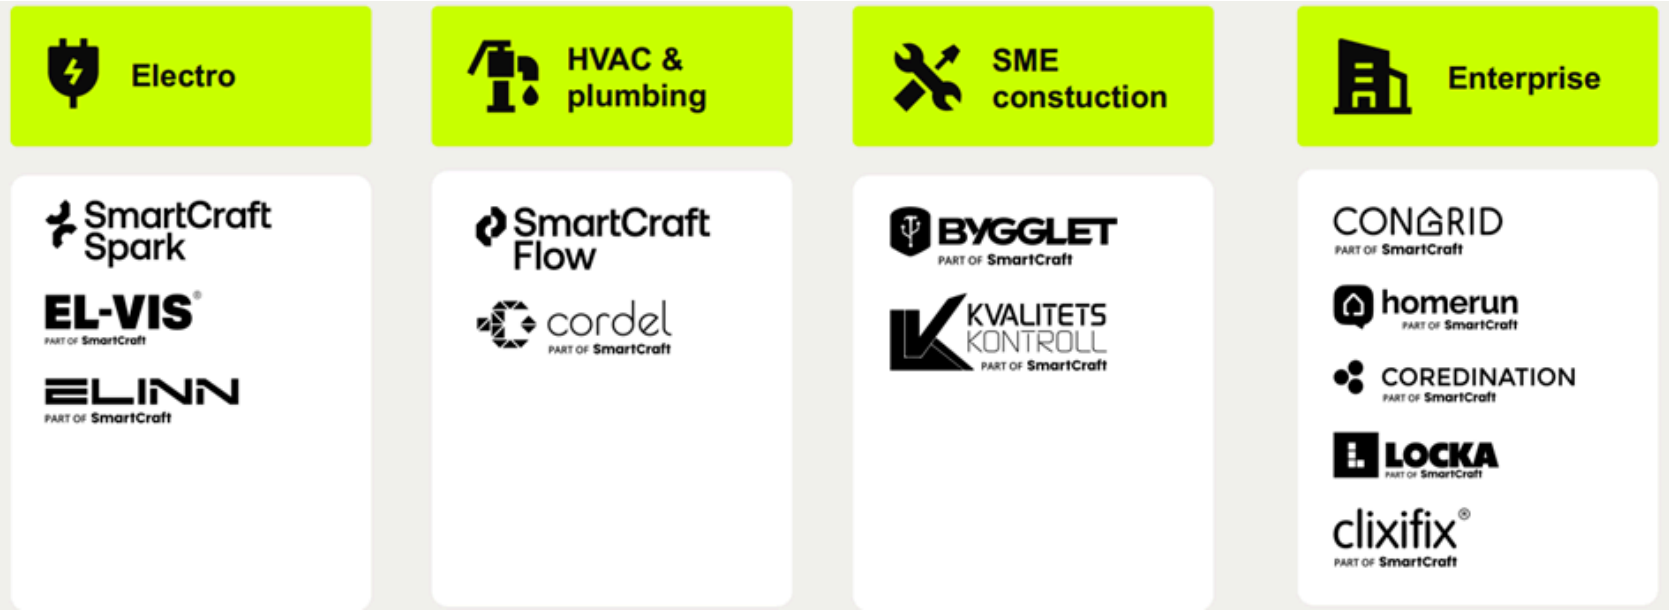 Electro
SmartCraft
Spark
EL-VIS®
PART OF SmartCraft
ELINN
PART OF SmartCraft
HVAC &
plumbing
SmartCraft
Flow
cordel
PART OF SmartCraft
SME
constuction
BYGGLET
PART OF SmartCraft
KVALITETS
KONTROLL
PART OF SmartCraft
Enterprise
CONGRID
PART OF SmartCraft
homerun
PART OF SmartCraft
COREDINATION
PART OF SmartCraft
LOCKA
PART OF SmartCraft
clixifix®
PART OF SmartCraft